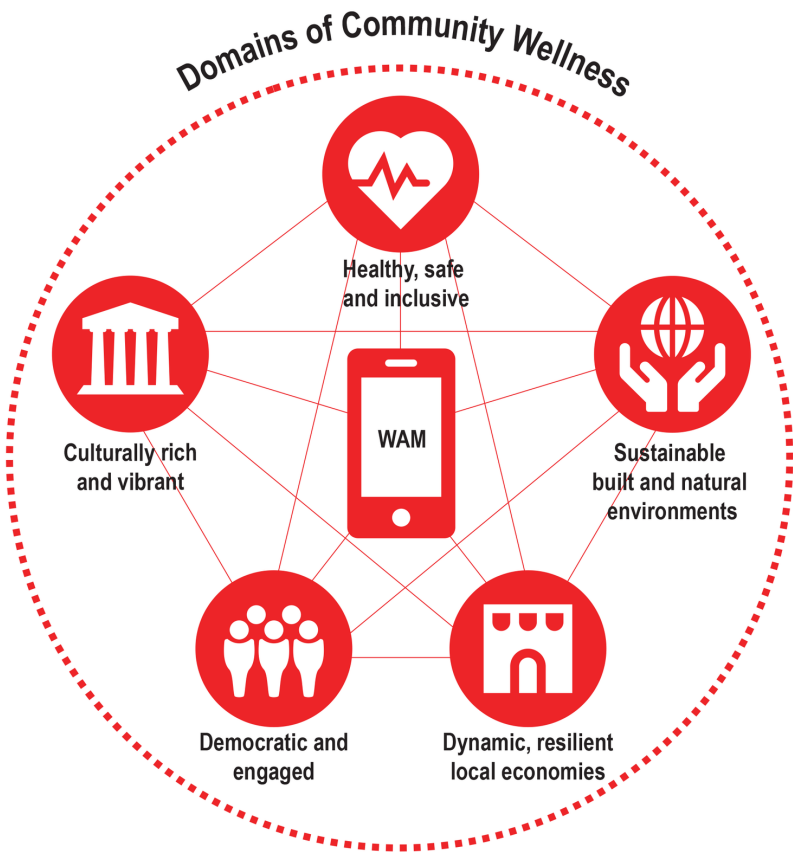 Domains of Community Wellness
Healthy, safe
and inclusive
WAM
Culturally rich
and vibrant
Sustainable
built and natural
environments
Democratic and
engaged
Dynamic, resilient
local economies